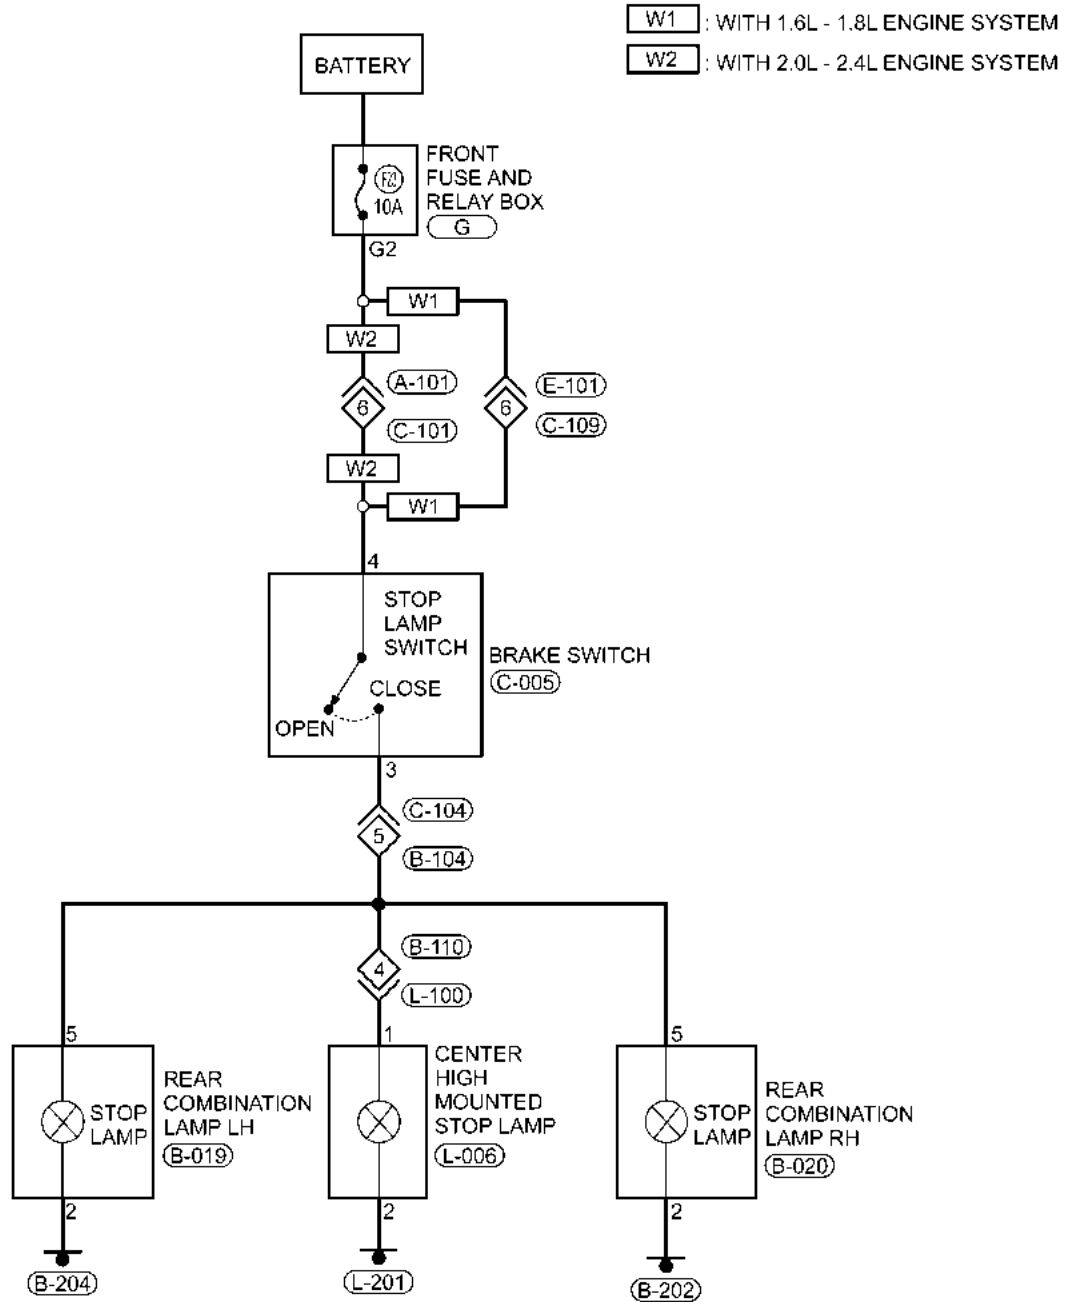 W1 : WITH 1.6L - 1.8L ENGINE SYSTEM
W2 : WITH 2.0L - 2.4L ENGINE SYSTEM
BATTERY
FRONT
FUSE AND
RELAY BOX
G
10A
G2
W1
W2
A-101
6
C-101
E-101
6
C-109
W2
W1
4
STOP
LAMP
SWITCH
CLOSE
OPEN
BRAKE SWITCH
C-005
3
C-104
5
B-104
B-110
4
L-100
5
STOP
LAMP
REAR
COMBINATION
LAMP LH
B-019
2
B-204
1
CENTER
HIGH
MOUNTED
STOP LAMP
L-006
2
L-201
5
STOP
LAMP
REAR
COMBINATION
LAMP RH
B-020
2
B-202